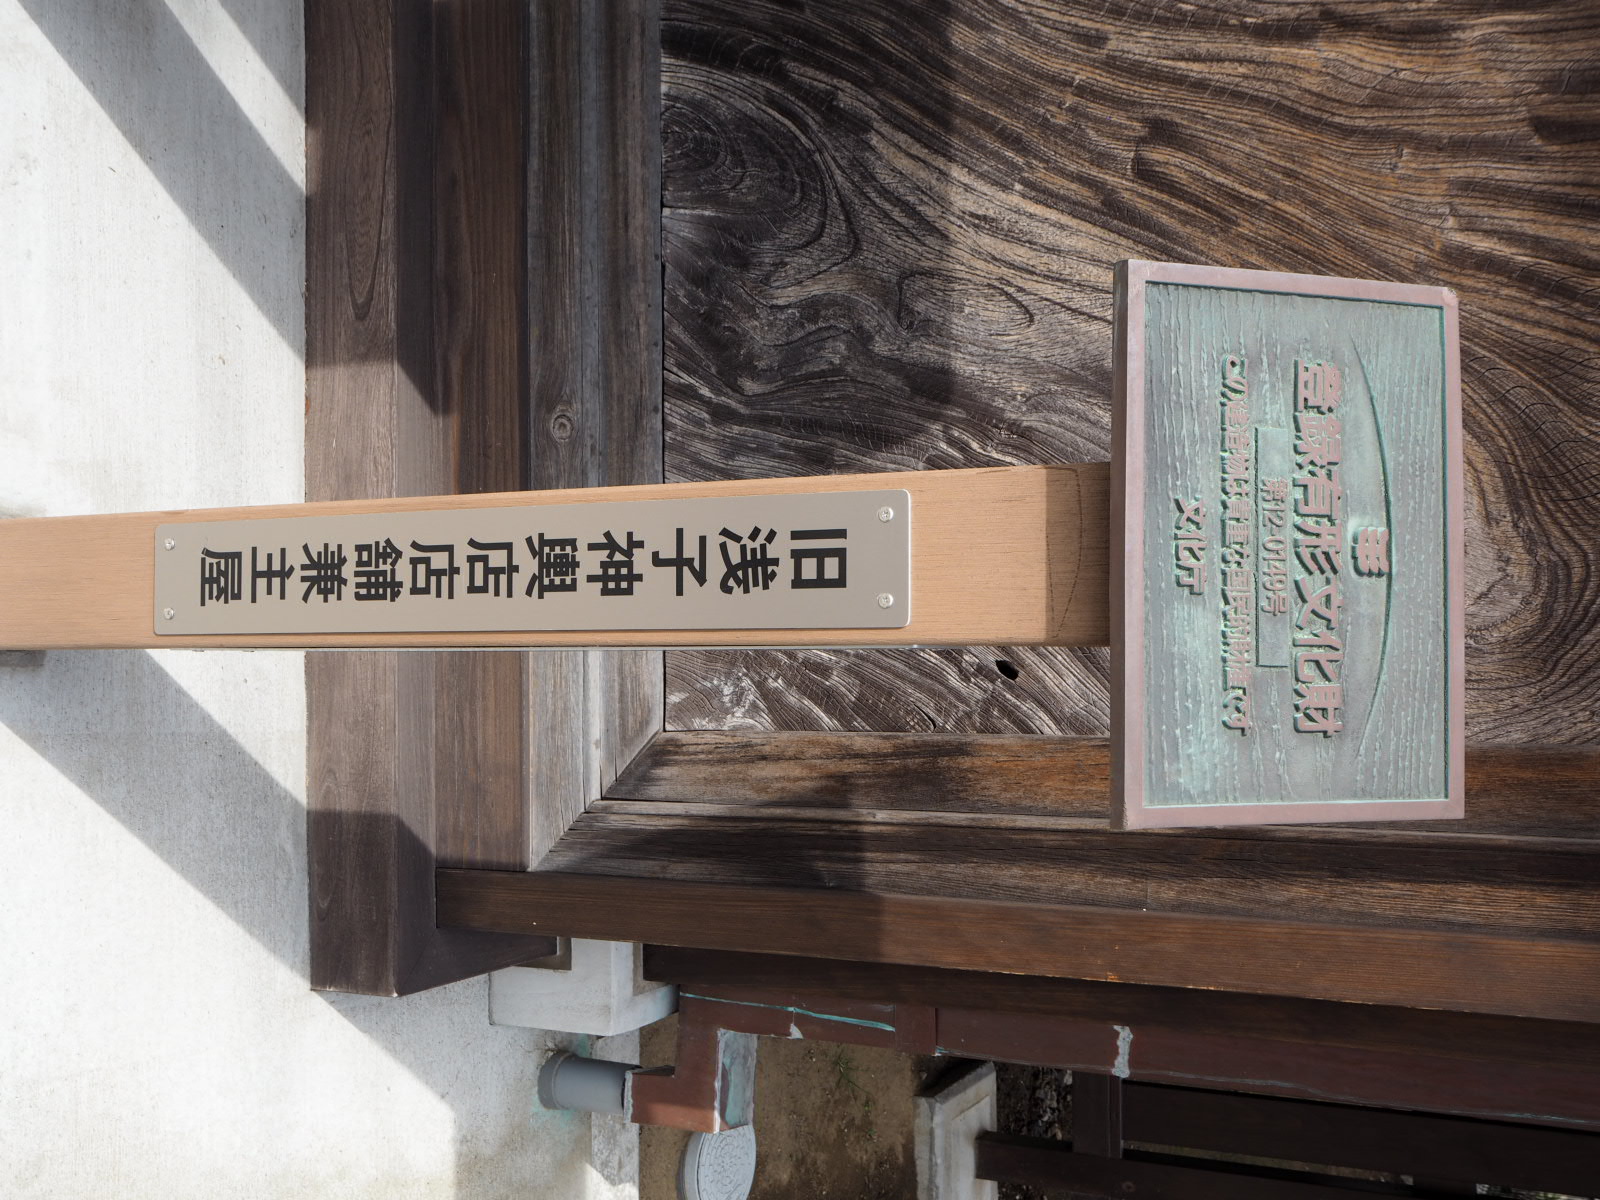 登録有形文化財
第12-0149号
この建造物は貴重な国民的財産です
文化庁
旧浅子神輿店店舗兼主屋